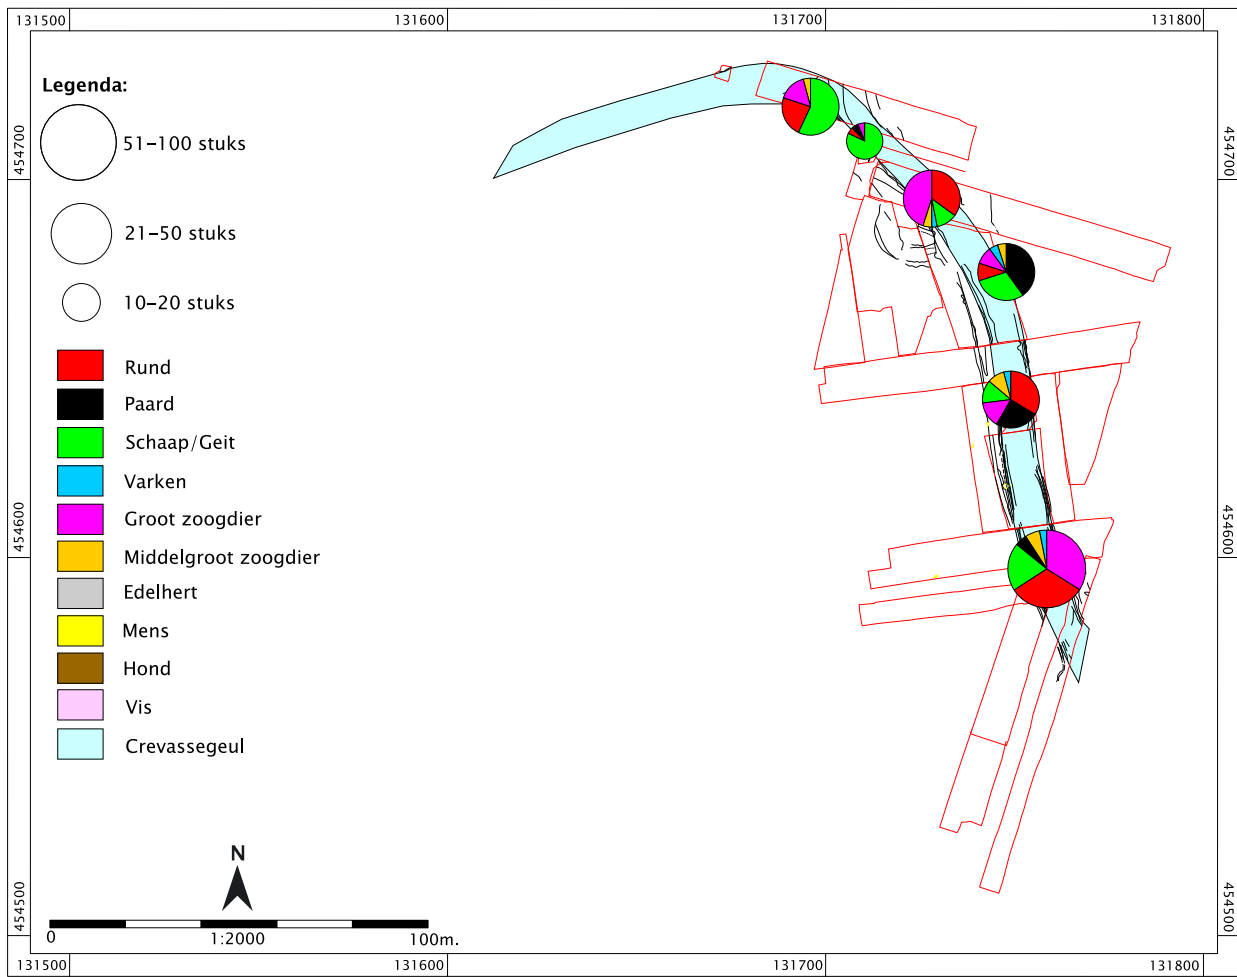 131500 131600 131700 131800
Legenda:
51–100 stuks
21–50 stuks
10–20 stuks
Rund
Paard
Schaap/Geit
Varken
Groot zoogdier
Middelgroot zoogdier
Edelhert
Mens
Hond
Vis
Crevassegeul
454700
454600
454500
454700
454600
454500
N
0 1:2000 100m.
131500 131600 131700 131800